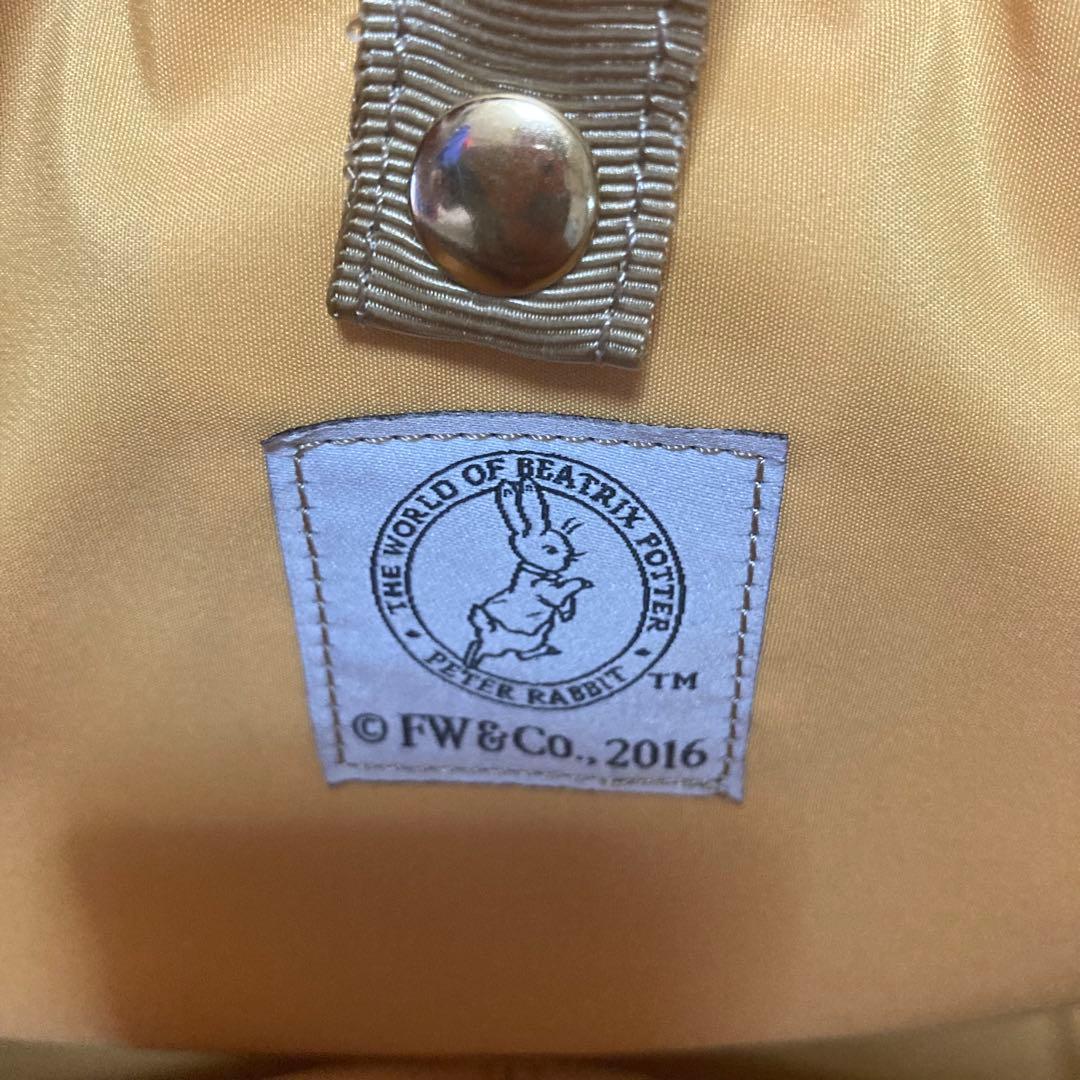 THE WORLD OF BEATRIX POTTER
PETER RABBIT TM
© FW&Co., 2016